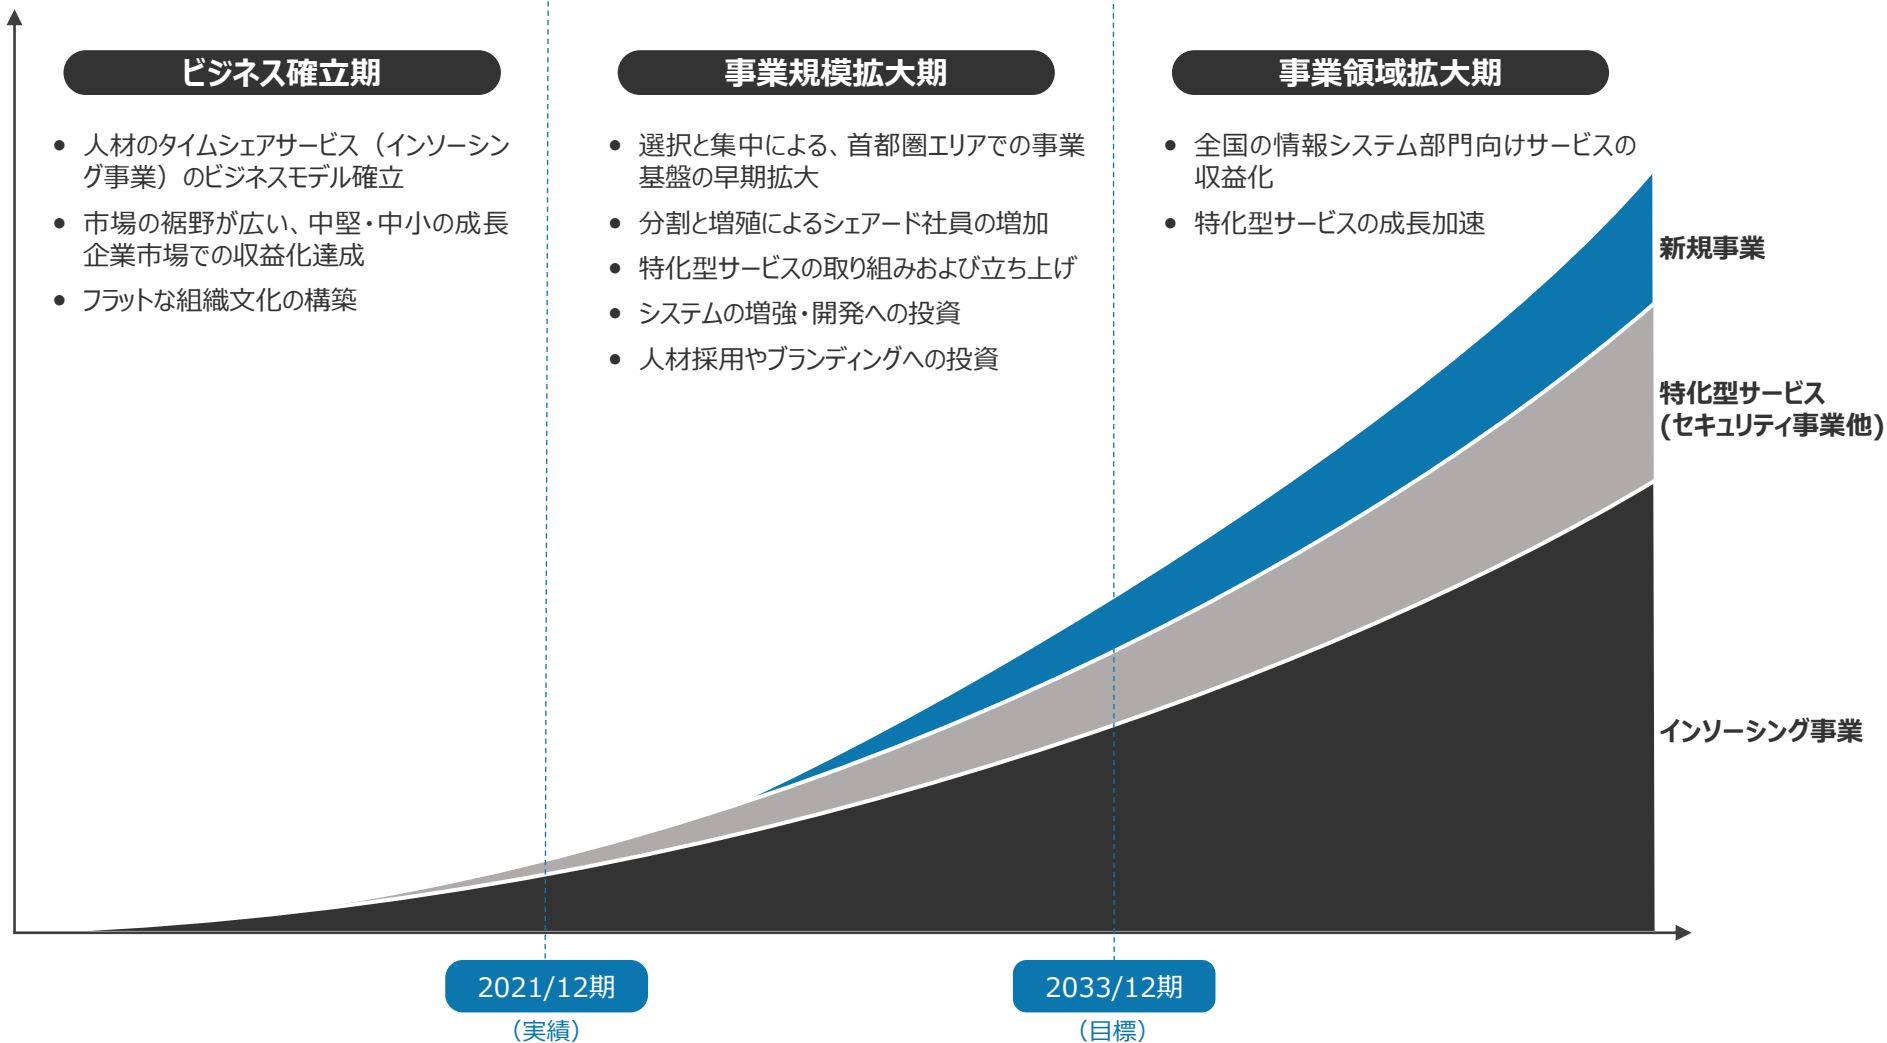 ビジネス確立期
• 人材のタイムシェアサービス（インソーシン
グ事業）のビジネスモデル確立
• 市場の裾野が広い、中堅・中小の成長
企業市場での収益化達成
• フラットな組織文化の構築
事業規模拡大期
• 選択と集中による、首都圏エリアでの事業
基盤の早期拡大
• 分割と増殖によるシェアード社員の増加
• 特化型サービスの取り組みおよび立ち上げ
• システムの増強・開発への投資
• 人材採用やブランディングへの投資
事業領域拡大期
• 全国の情報システム部門向けサービスの
収益化
• 特化型サービスの成長加速
新規事業
特化型サービス
(セキュリティ事業他)
インソーシング事業
2021/12期
（実績）
2033/12期
（目標）